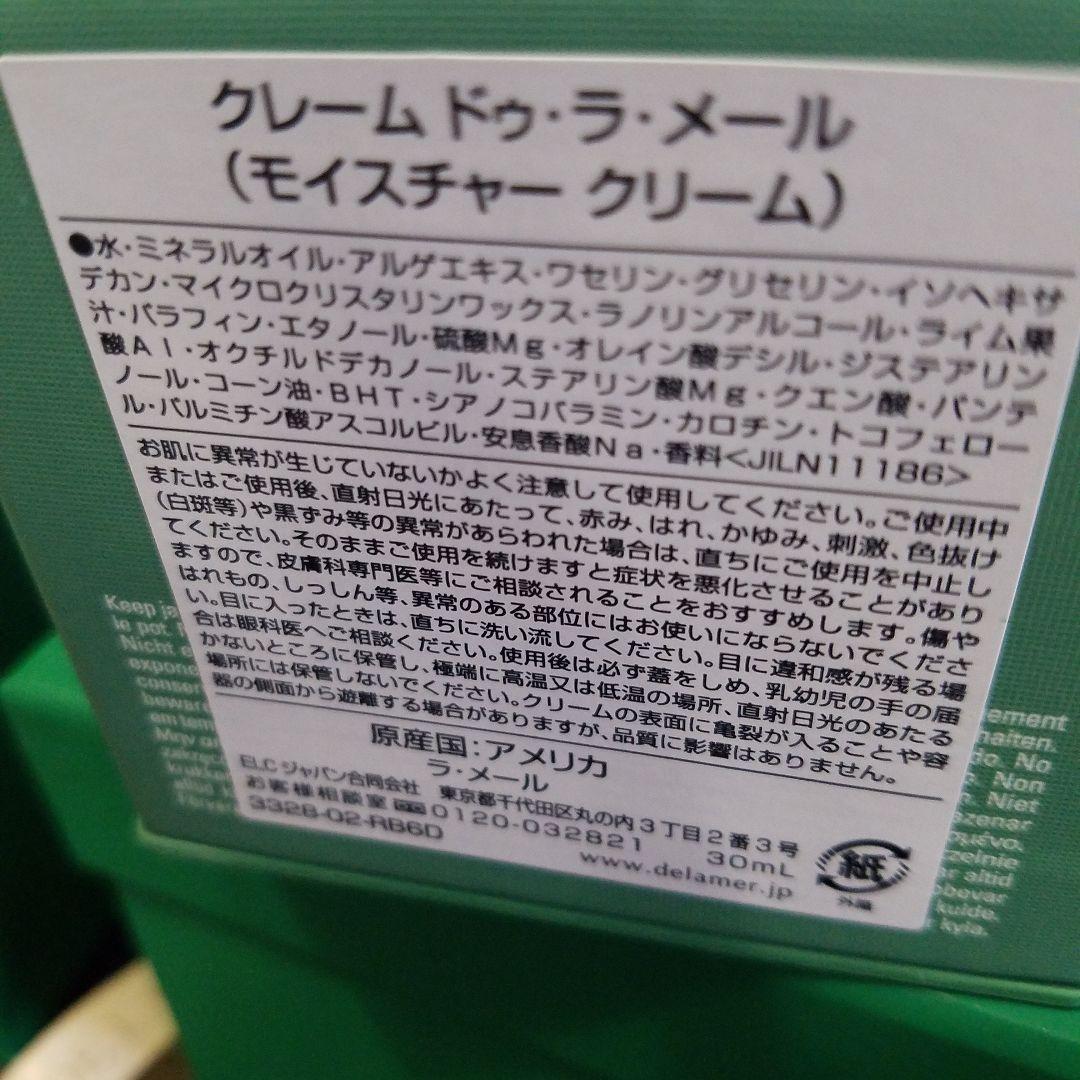 クレーム ドゥ・ラ・メール
（モイスチャー クリーム）
●水・ミネラルオイル・アルゲエキス・ワセリン・グリセリン・イソヘキサ
デカン・マイクロクリスタリンワックス・ラノリンアルコール・ライム果
汁・パラフィン・エタノール・硫酸Mg・オレイン酸デシル・ジステアリン
酸Al・オクチルドデカノール・ステアリン酸Mg・クエン酸・パンテ
ノール・コーン油・BHT・シアノコバラミン・カロチン・トコフェロー
ル・パルミチン酸アスコルビル・安息香酸Na・香料<JILN11186>
お肌に異常が生じていないかよく注意して使用してください。ご使用中
またはご使用後、直射日光にあたって、赤み、はれ、かゆみ、刺激、色抜け
(白斑等)や黒ずみ等の異常があらわれた場合は、直ちにご使用を中止し
てください。そのままご使用を続けますと症状を悪化させることがあり
ますので、皮膚科専門医等にご相談されることをおすすめします。傷や
はれもの、しっしん等、異常のある部位にはお使いにならないでくださ
い。目に入ったときは、直ちに洗い流してください。目に違和感が残る場
合は眼科医へご相談ください。使用後は必ず蓋をしめ、乳幼児の手の届
かないところに保管し、極端に高温又は低温の場所、直射日光のあたる
場所には保管しないでください。クリームの表面に亀裂が入ることや容
器の側面から遊離する場合がありますが、品質に影響はありません。
原産国：アメリカ
ラ・メール
ELCジャパン合同会社 東京都千代田区丸の内3丁目2番3号
お客様相談室 0120-032821 30mL
3328-02-RB6D www.delamer.jp
紙
外箱
Keep ja
le pot
Nicht e
expone
conser
beware
em tem
ement
halten.
do. No
Non
Niet
zelnie
altid
kulde.
kyla.